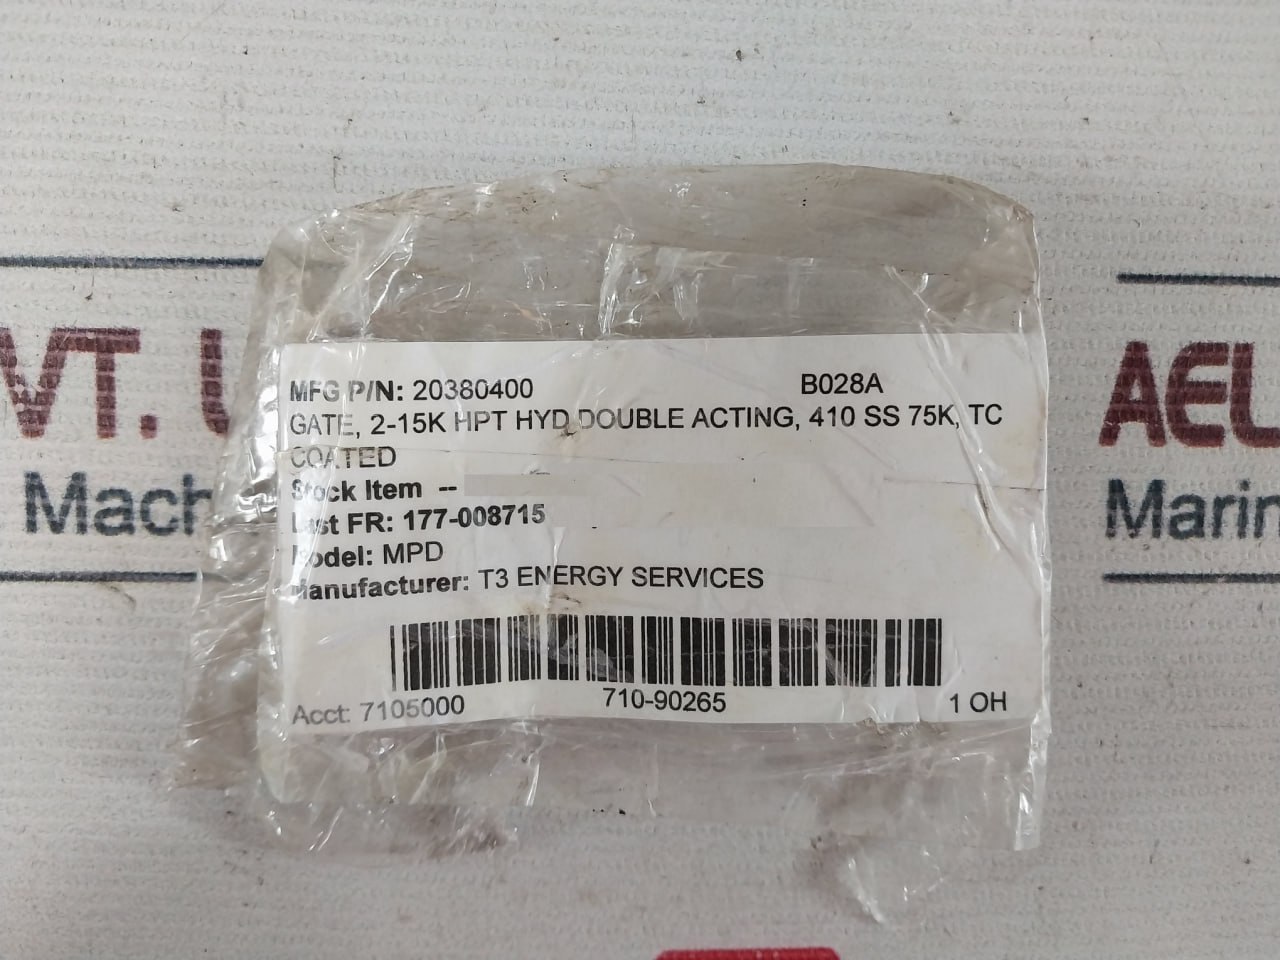 MFG P/N: 20380400 B028A
GATE, 2-15K HPT HYD DOUBLE ACTING, 410 SS 75K, TC
COATED
Stock Item --
Last FR: 177-008715
Model: MPD
Manufacturer: T3 ENERGY SERVICES
Acct: 7105000 710-90265 1 OH
VT.
AEL
Mach
Marin